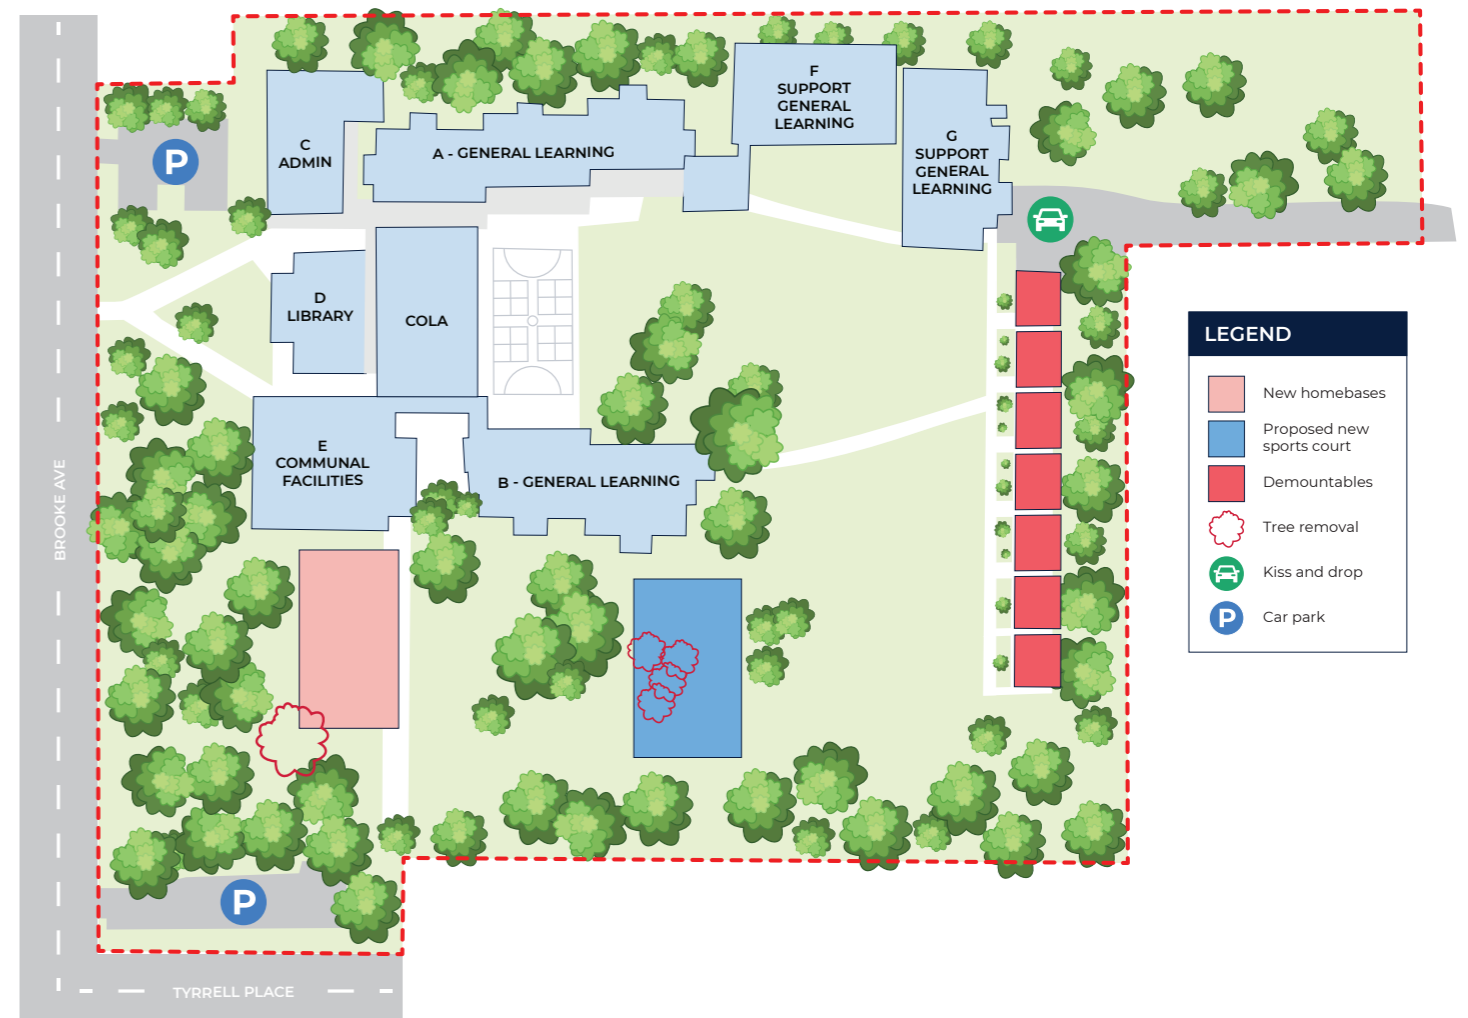 F
SUPPORT
GENERAL
LEARNING
C
ADMIN
A - GENERAL LEARNING
G
SUPPORT
GENERAL
LEARNING
P
D
LIBRARY
COLA
E
COMMUNAL
FACILITIES
B - GENERAL LEARNING
BROOKE AVE
P
TYRRELL PLACE
LEGEND
New homebases
Proposed new
sports court
Demountables
Tree removal
Kiss and drop
P
Car park